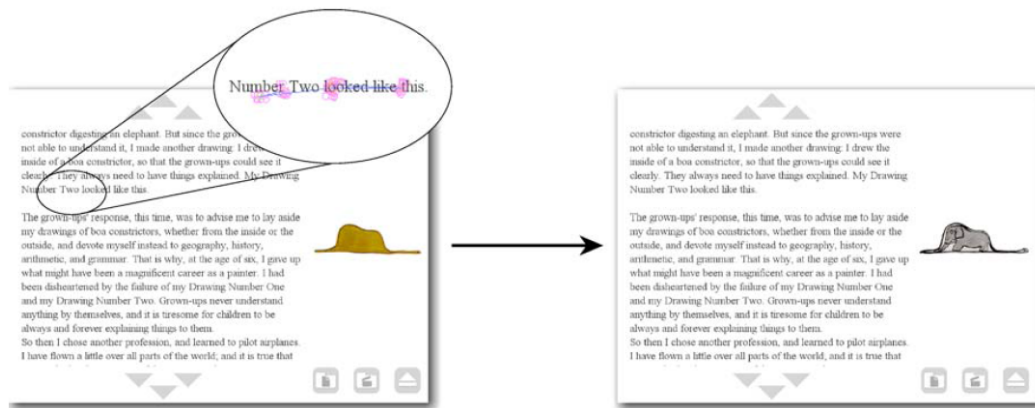 Number Two looked like this.
constrictor digesting an elephant. But since the gro
not able to understand it, I made another drawing: I drew the
inside of a boa constrictor, so that the grown-ups could see it
clearly. They always need to have things explained. My Drawing
Number Two looked like this.
The grown-ups' response, this time, was to advise me to lay aside
my drawings of boa constrictors, whether from the inside or the
outside, and devote myself instead to geography, history,
arithmetic, and grammar. That is why, at the age of six, I gave up
what might have been a magnificent career as a painter. I had
been disheartened by the failure of my Drawing Number One
and my Drawing Number Two. Grown-ups never understand
anything by themselves, and it is tiresome for children to be
always and forever explaining things to them.
So then I chose another profession, and learned to pilot airplanes.
I have flown a little over all parts of the world; and it is true that
constrictor digesting an elephant. But since the grown-ups were
not able to understand it, I made another drawing: I drew the
inside of a boa constrictor, so that the grown-ups could see it
clearly. They always need to have things explained. My Drawing
Number Two looked like this.
The grown-ups' response, this time, was to advise me to lay aside
my drawings of boa constrictors, whether from the inside or the
outside, and devote myself instead to geography, history,
arithmetic, and grammar. That is why, at the age of six, I gave up
what might have been a magnificent career as a painter. I had
been disheartened by the failure of my Drawing Number One
and my Drawing Number Two. Grown-ups never understand
anything by themselves, and it is tiresome for children to be
always and forever explaining things to them.
So then I chose another profession, and learned to pilot airplanes.
I have flown a little over all parts of the world; and it is true that